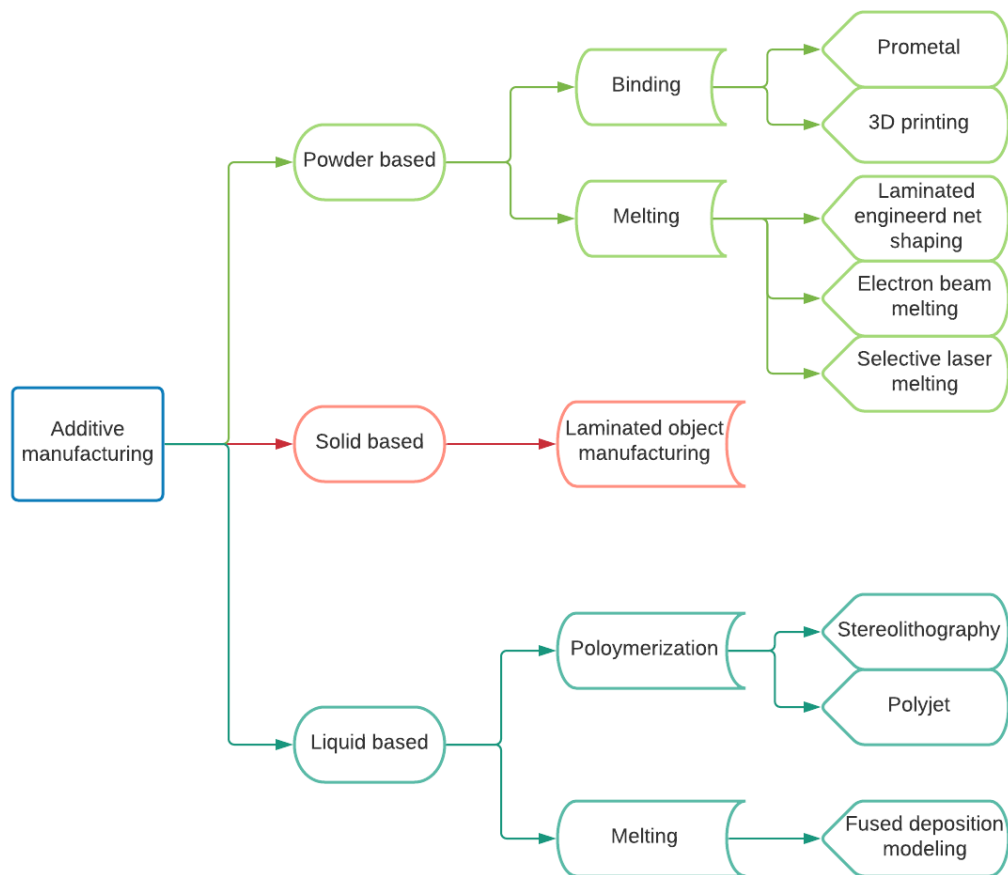 Additive
manufacturing
Powder based
Binding
Prometal
3D printing
Melting
Laminated
engineerd net
shaping
Electron beam
melting
Selective laser
melting
Solid based
Laminated object
manufacturing
Liquid based
Poloymerization
Stereolithography
Polyjet
Melting
Fused deposition
modeling